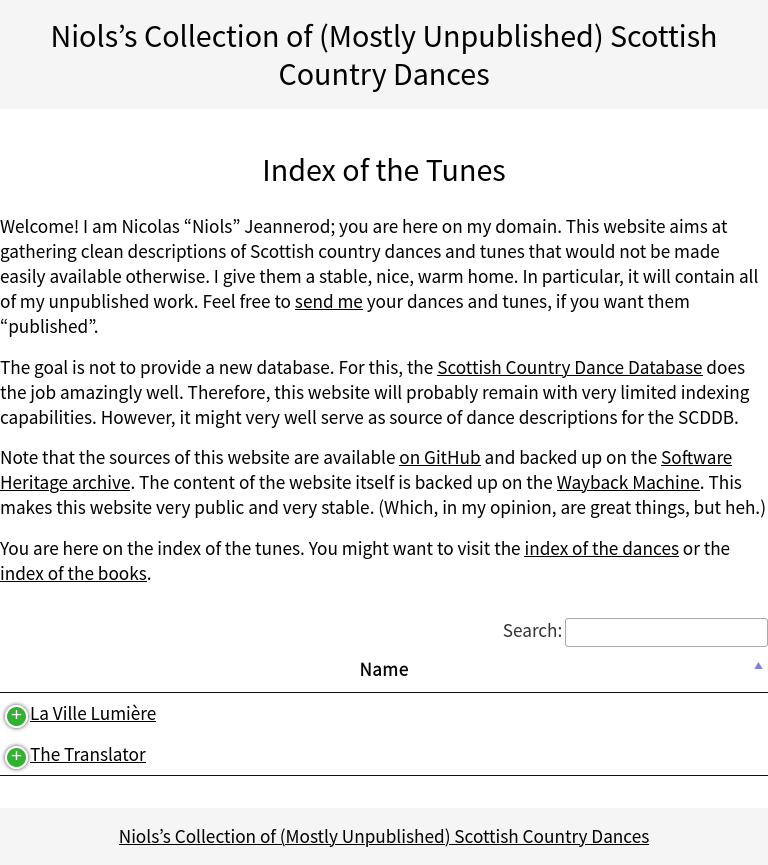 Niols’s Collection of (Mostly Unpublished) Scottish
Country Dances
Index of the Tunes
Welcome! I am Nicolas “Niols” Jeannerod; you are here on my domain. This website aims at
gathering clean descriptions of Scottish country dances and tunes that would not be made
easily available otherwise. I give them a stable, nice, warm home. In particular, it will contain all
of my unpublished work. Feel free to send me your dances and tunes, if you want them
“published”.
The goal is not to provide a new database. For this, the Scottish Country Dance Database does
the job amazingly well. Therefore, this website will probably remain with very limited indexing
capabilities. However, it might very well serve as source of dance descriptions for the SCDDB.
Note that the sources of this website are available on GitHub and backed up on the Software
Heritage archive. The content of the website itself is backed up on the Wayback Machine. This
makes this website very public and very stable. (Which, in my opinion, are great things, but heh.)
You are here on the index of the tunes. You might want to visit the index of the dances or the
index of the books.
Search:
Name
La Ville Lumière
The Translator
Niols’s Collection of (Mostly Unpublished) Scottish Country Dances